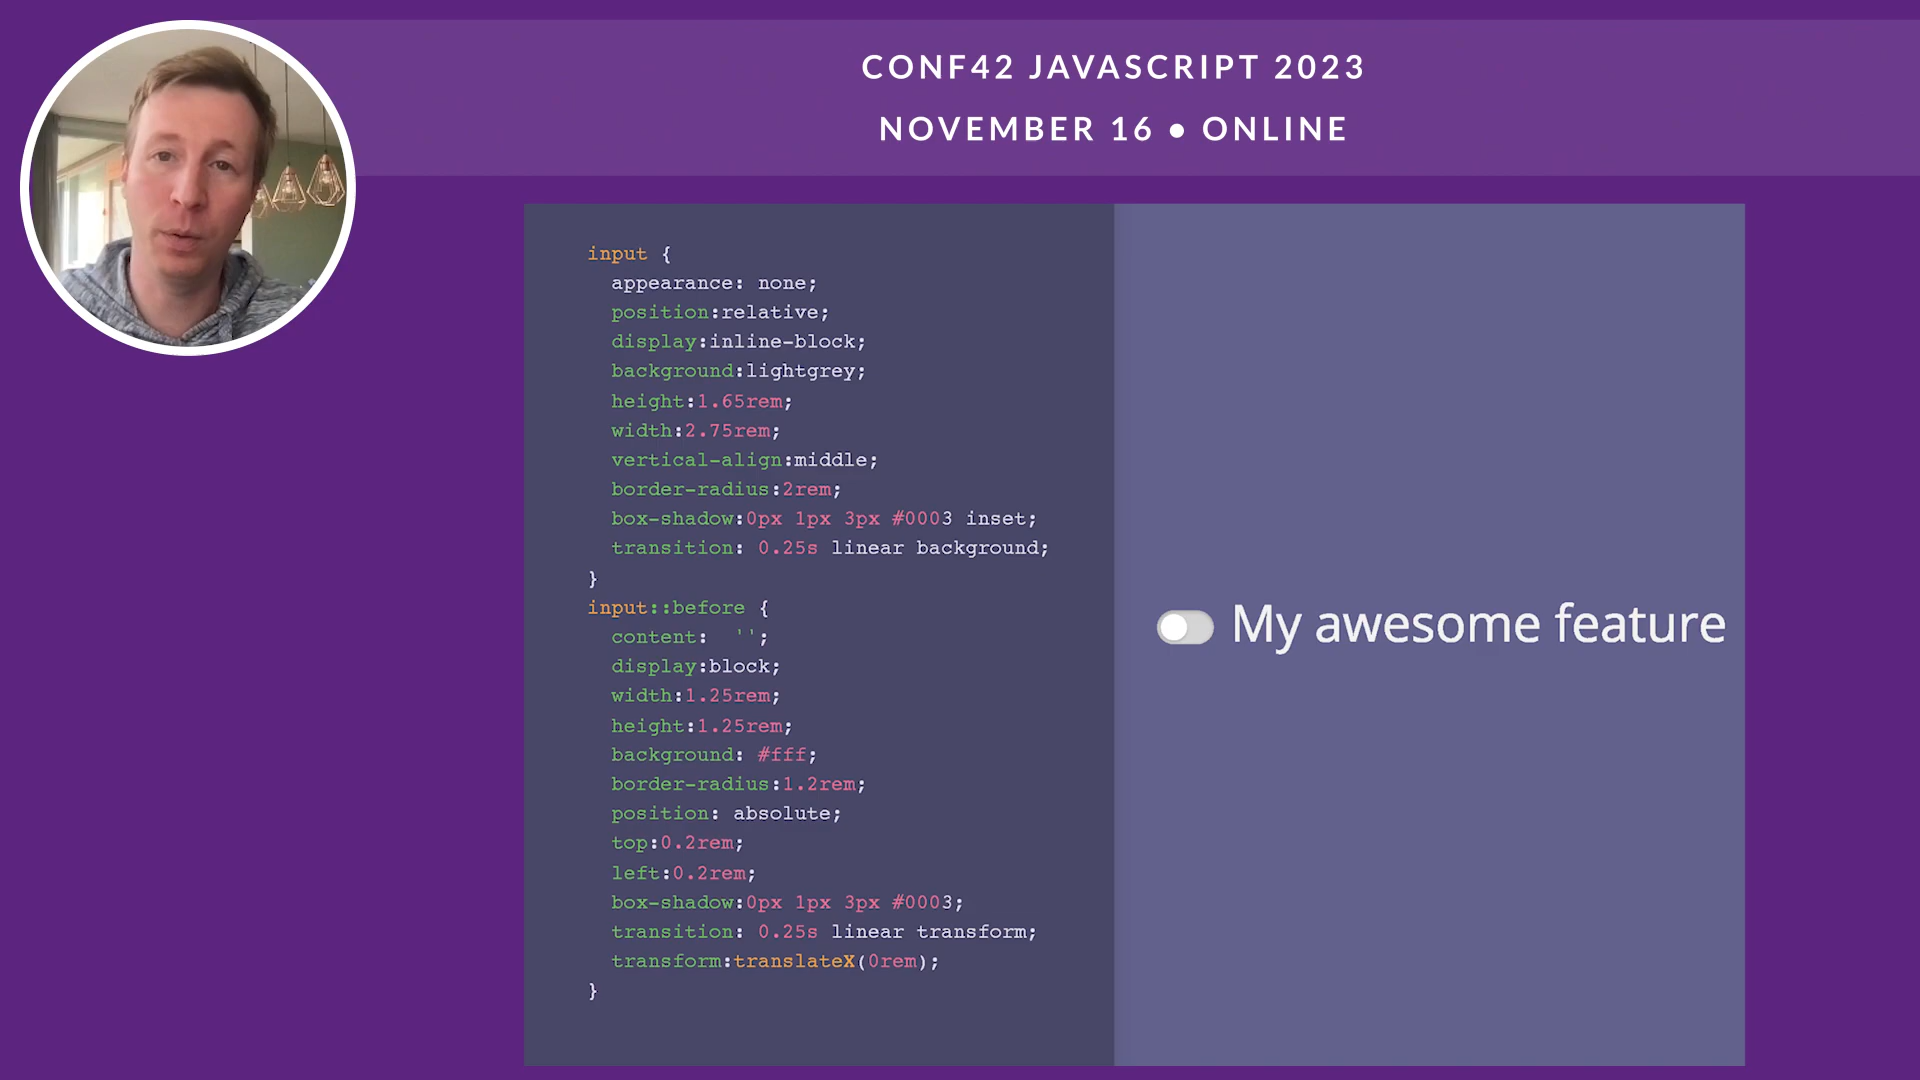 CONF42 JAVASCRIPT 2023
NOVEMBER 16 • ONLINE
input {
  appearance: none;
  position:relative;
  display:inline-block;
  background:lightgrey;
  height:1.65rem;
  width:2.75rem;
  vertical-align:middle;
  border-radius:2rem;
  box-shadow:0px 1px 3px #0003 inset;
  transition: 0.25s linear background;
}
input::before {
  content:  '';
  display:block;
  width:1.25rem;
  height:1.25rem;
  background: #fff;
  border-radius:1.2rem;
  position: absolute;
  top:0.2rem;
  left:0.2rem;
  box-shadow:0px 1px 3px #0003;
  transition: 0.25s linear transform;
  transform:translateX(0rem);
}
My awesome feature